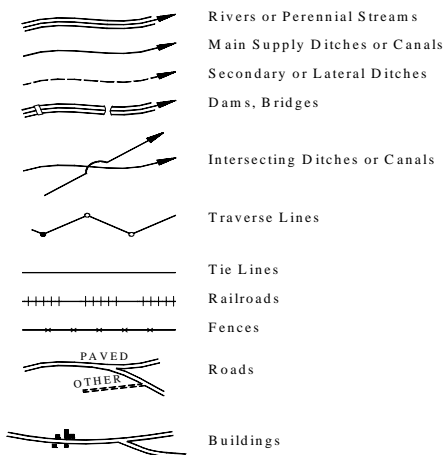 Rivers or Perennial Streams
Main Supply Ditches or Canals
Secondary or Lateral Ditches
Dams, Bridges
Intersecting Ditches or Canals
Traverse Lines
Tie Lines
Railroads
Fences
PAVED
Roads
OTHER
Buildings